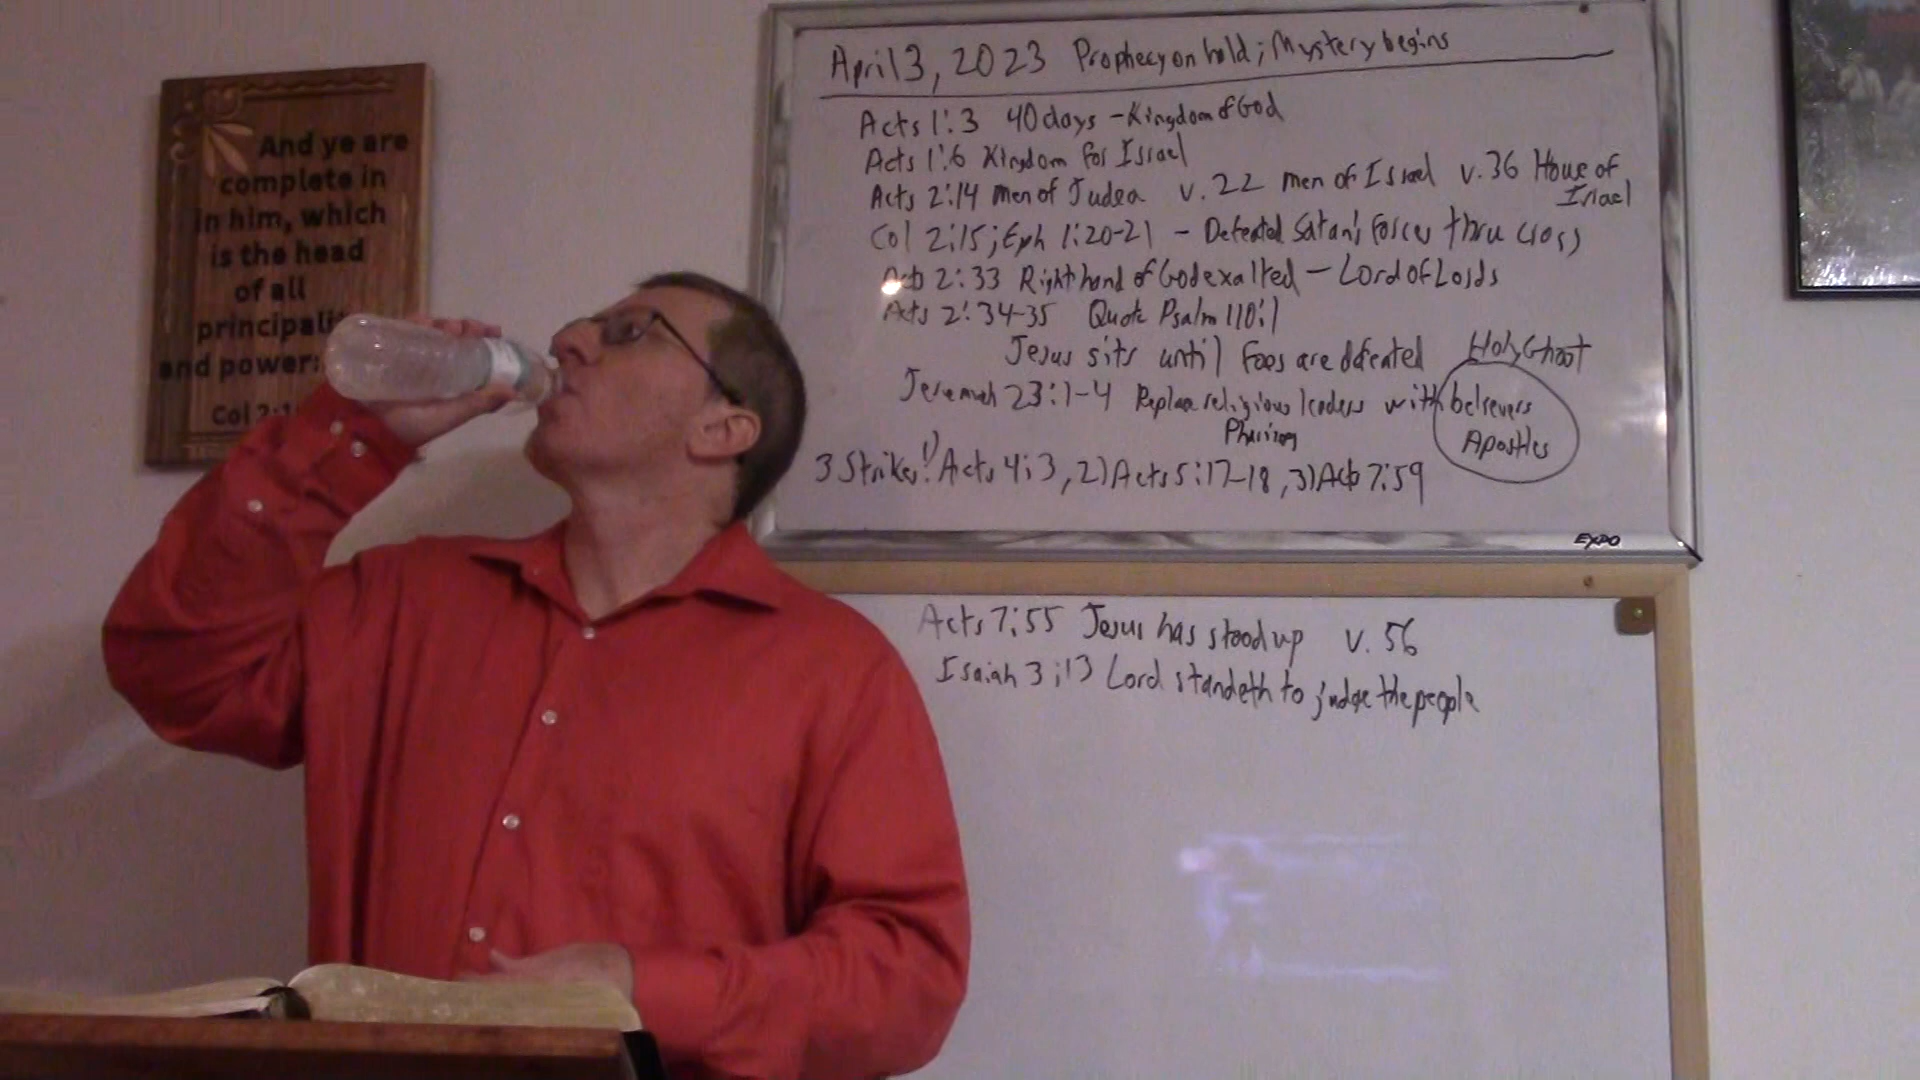 And ye are
complete in
in him, which
is the head
of all
principali
and power:
Col 2:1
April 3, 2023 Prophecy on hold; Mystery begins
Acts 1:3 40 days - Kingdom of God
Acts 1:6 Kingdom for Israel
Acts 2:14 Men of Judea v. 22 Men of Israel v. 36 House of
Israel
Col 2:15; Eph 1:20-21 - Defeated Satan's forces thru cross
Acts 2:33 Right hand of God exalted - Lord of Lords
Acts 2:34-35 Quote Psalm 110:1
Jesus sits until foes are defeated Holy Ghost
Jeremiah 23:1-4 Replace religious leaders with believers
Apostles
3 Strikes! 1) Acts 4:3, 2) Acts 5:17-18, 3) Acts 7:59
EXPO
Acts 7:55 Jesus has stood up v. 56
Isaiah 3:13 Lord standeth to judge the people